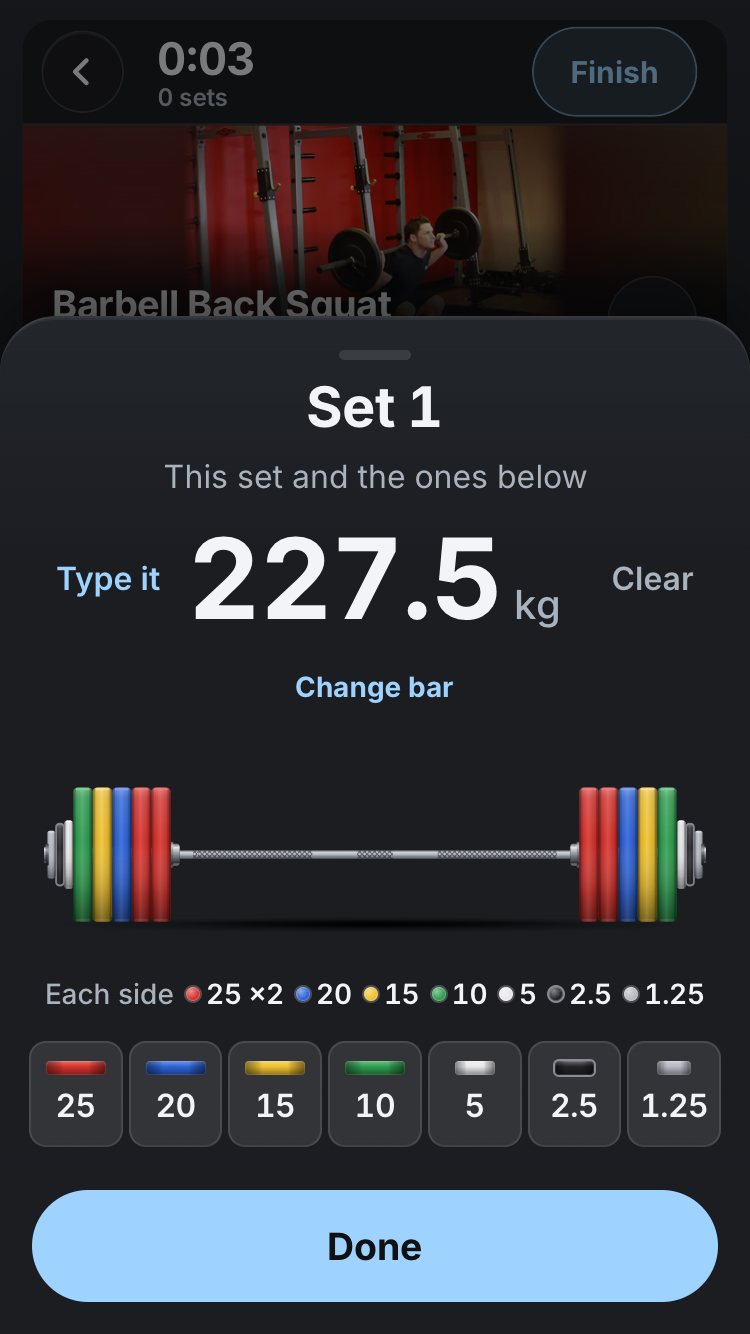 0:03
0 sets
Finish
Barbell Back Squat
Set 1
This set and the ones below
Type it
227.5 kg
Clear
Change bar
Each side 25 ×2 20 15 10 5 2.5 1.25
25 20 15 10 5 2.5 1.25
Done